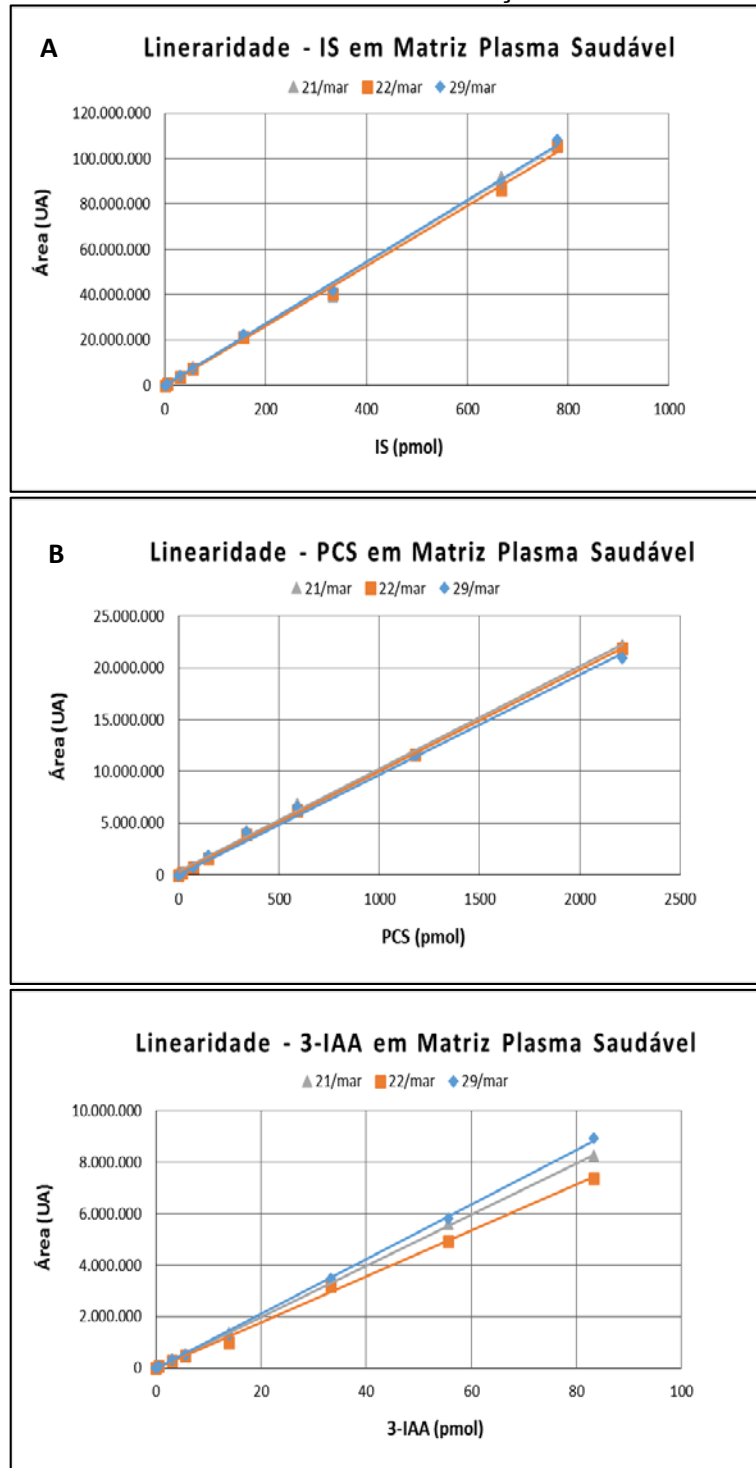 A
Lineraridade - IS em Matriz Plasma Saudável
21/mar 22/mar 29/mar
120.000.000
100.000.000
80.000.000
60.000.000
40.000.000
20.000.000
0
Área (UA)
0 200 400 600 800 1000
IS (pmol)
B
Linearidade - PCS em Matriz Plasma Saudável
21/mar 22/mar 29/mar
25.000.000
20.000.000
15.000.000
10.000.000
5.000.000
0
Área (UA)
0 500 1000 1500 2000 2500
PCS (pmol)
Linearidade - 3-IAA em Matriz Plasma Saudável
21/mar 22/mar 29/mar
10.000.000
8.000.000
6.000.000
4.000.000
2.000.000
0
Área (UA)
0 20 40 60 80 100
3-IAA (pmol)